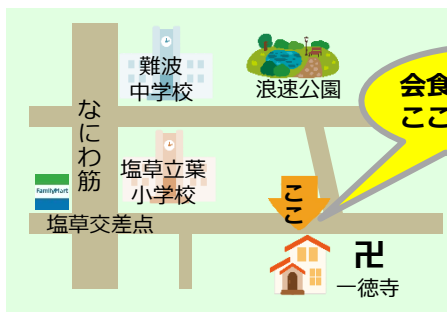 難波
中学校
浪速公園
会食
ここ
なにわ筋
塩草立葉
小学校
FamilyMart
ここ
塩草交差点
卍
一徳寺